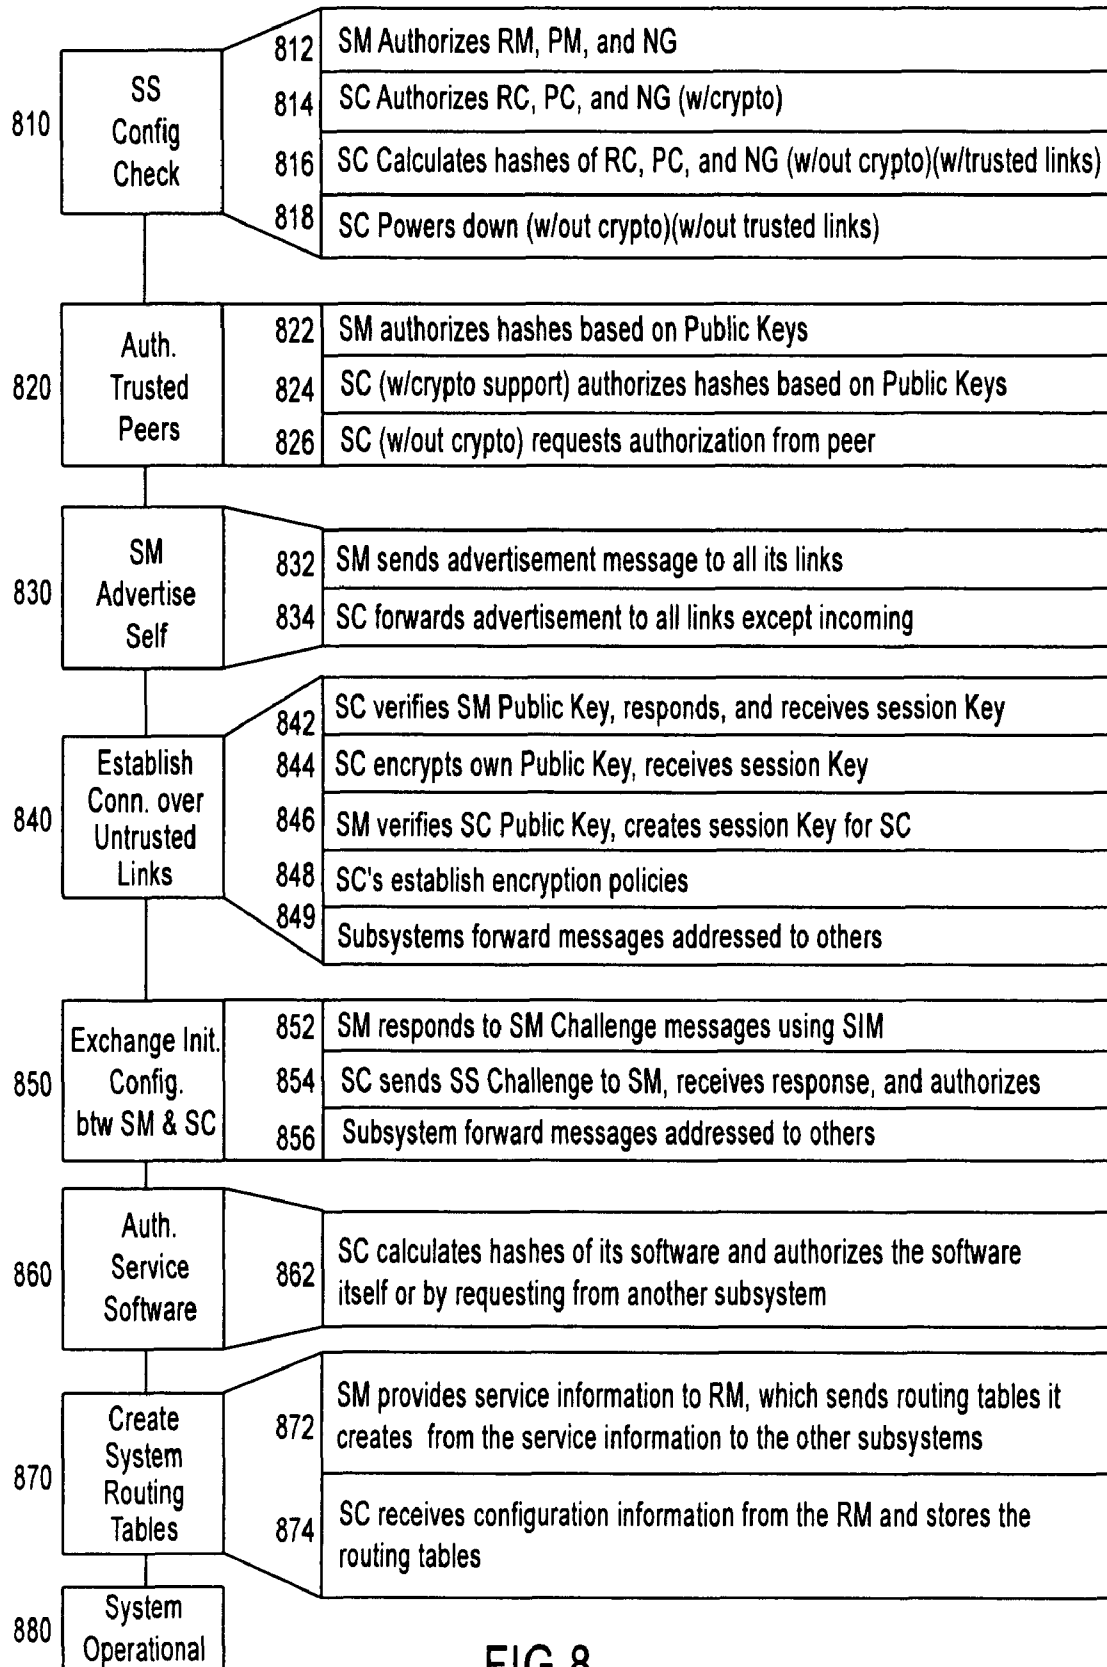 810
SS
Config
Check
812 SM Authorizes RM, PM, and NG
814 SC Authorizes RC, PC, and NG (w/crypto)
816 SC Calculates hashes of RC, PC, and NG (w/out crypto)(w/trusted links)
818 SC Powers down (w/out crypto)(w/out trusted links)
820
Auth.
Trusted
Peers
822 SM authorizes hashes based on Public Keys
824 SC (w/crypto support) authorizes hashes based on Public Keys
826 SC (w/out crypto) requests authorization from peer
830
SM
Advertise
Self
832 SM sends advertisement message to all its links
834 SC forwards advertisement to all links except incoming
840
Establish
Conn. over
Untrusted
Links
842 SC verifies SM Public Key, responds, and receives session Key
844 SC encrypts own Public Key, receives session Key
846 SM verifies SC Public Key, creates session Key for SC
848 SC's establish encryption policies
849 Subsystems forward messages addressed to others
850
Exchange Init.
Config.
btw SM & SC
852 SM responds to SM Challenge messages using SIM
854 SC sends SS Challenge to SM, receives response, and authorizes
856 Subsystem forward messages addressed to others
860
Auth.
Service
Software
862 SC calculates hashes of its software and authorizes the software
itself or by requesting from another subsystem
870
Create
System
Routing
Tables
872 SM provides service information to RM, which sends routing tables it
creates from the service information to the other subsystems
874 SC receives configuration information from the RM and stores the
routing tables
880
System
Operational
FIG 8